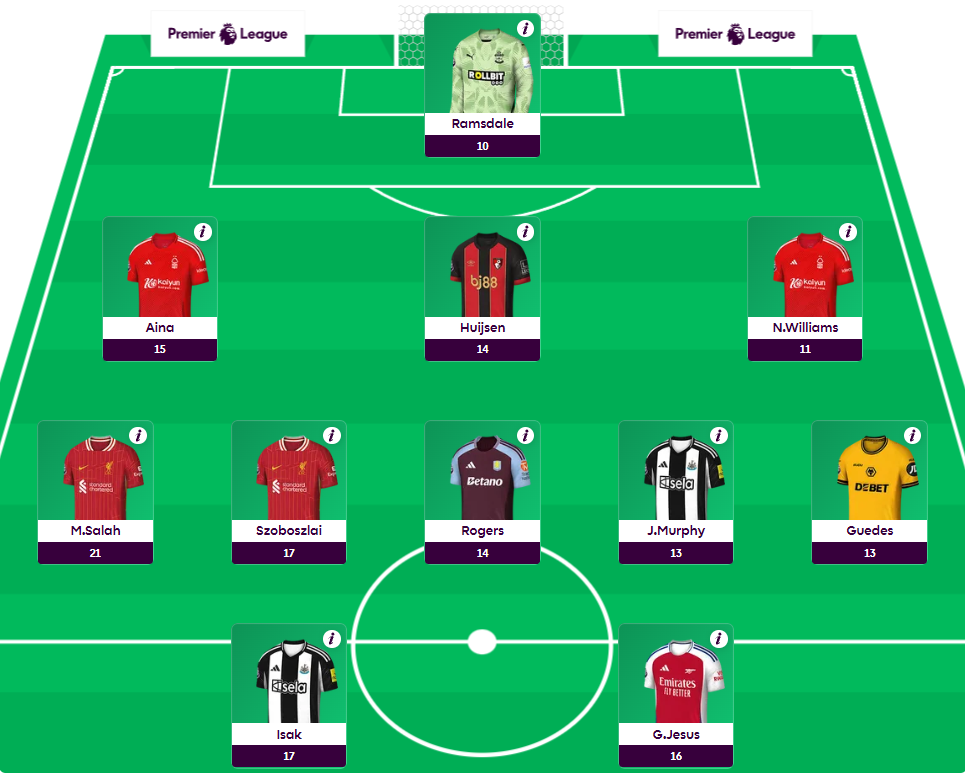 Premier League
Premier League
i
ROLLBIT
Ramsdale
10
i
Kaiyun
Aina
15
i
bj88
Huijsen
14
i
Kaiyun
N.Williams
11
i
standard
chartered
M.Salah
21
i
standard
chartered
Szoboszlai
17
i
Betano
Rogers
14
i
sela
J.Murphy
13
i
DEBET
Guedes
13
i
sela
Isak
17
i
Emirates
FLY BETTER
G.Jesus
16